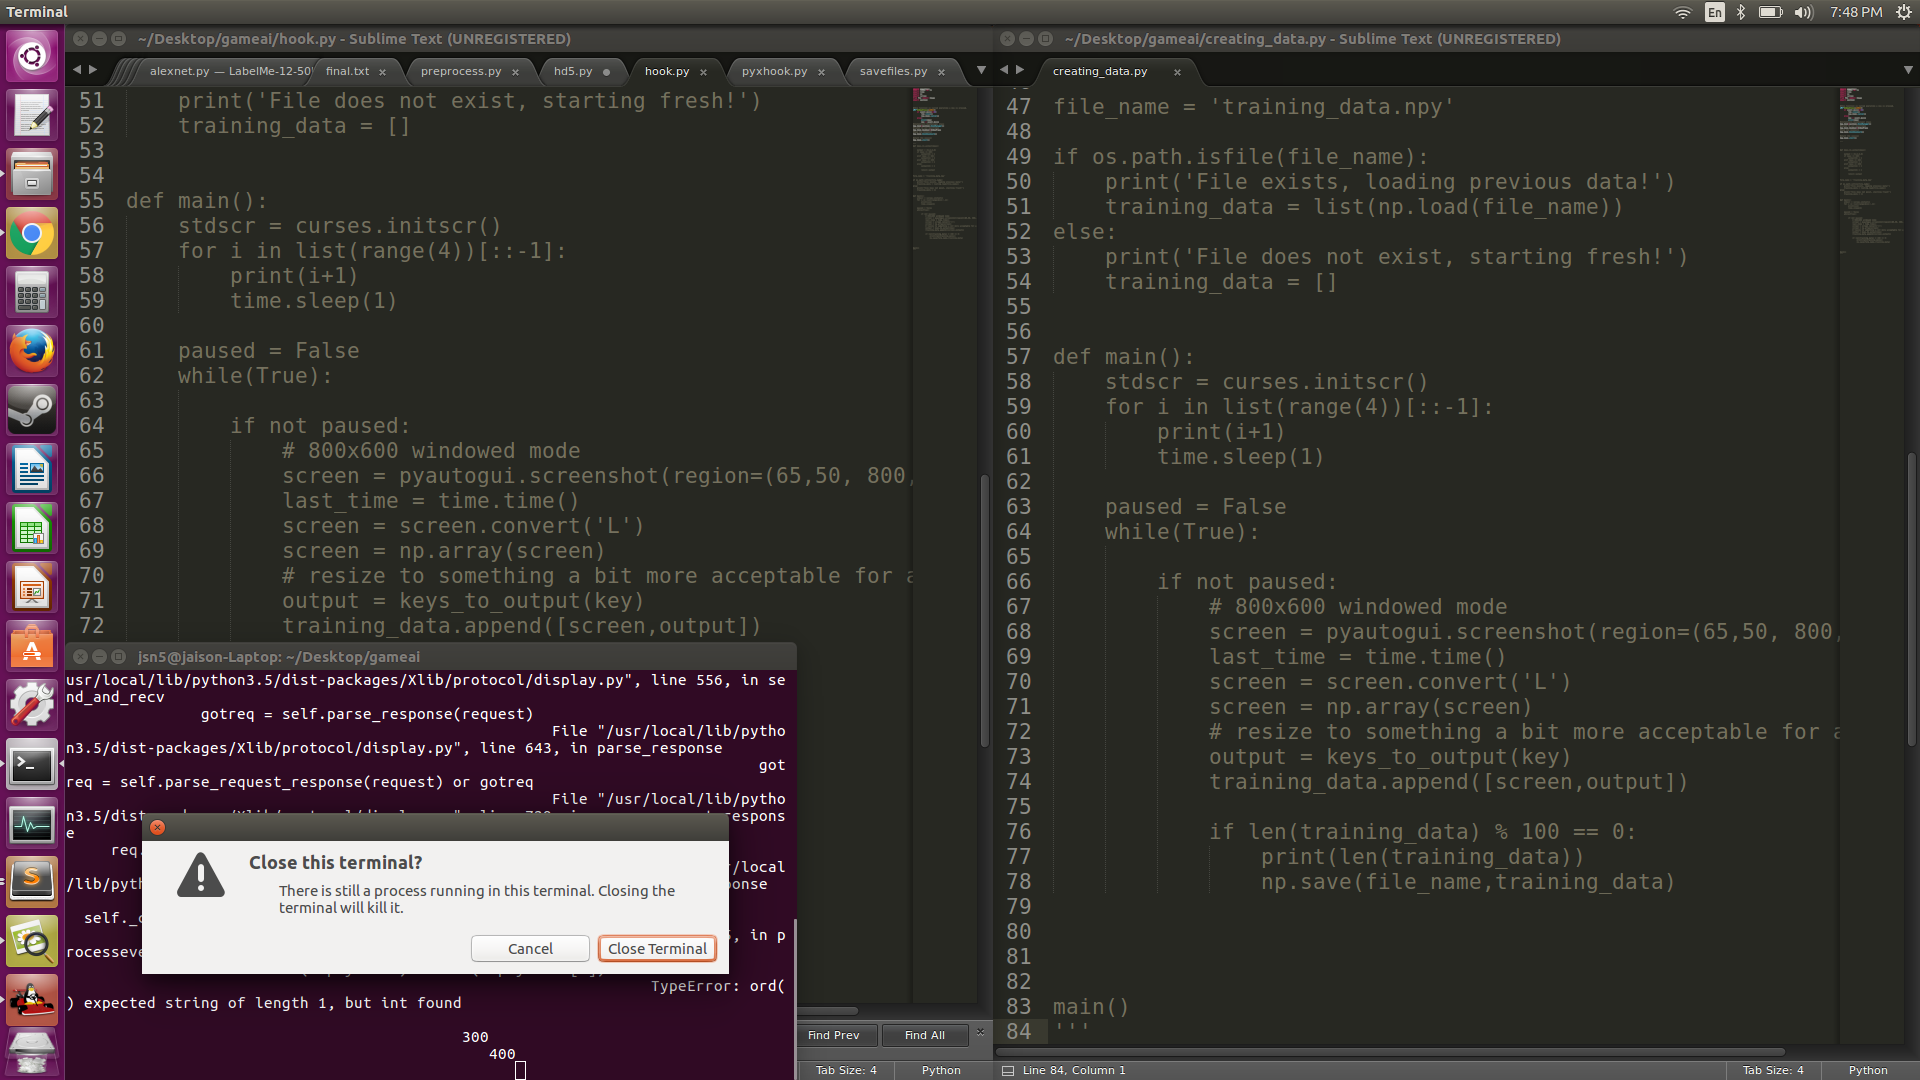 Terminal
En
7:48 PM
~/Desktop/gameai/hook.py - Sublime Text (UNREGISTERED)
alexnet.py — LabelMe-12-50
final.txt
preprocess.py
hd5.py
hook.py
pyxhook.py
savefiles.py
51 print('File does not exist, starting fresh!')
52 training_data = []
53
54
55 def main():
56 stdscr = curses.initscr()
57 for i in list(range(4))[::-1]:
58 print(i+1)
59 time.sleep(1)
60
61 paused = False
62 while(True):
63
64 if not paused:
65 # 800x600 windowed mode
66 screen = pyautogui.screenshot(region=(65,50, 800,
67 last_time = time.time()
68 screen = screen.convert('L')
69 screen = np.array(screen)
70 # resize to something a bit more acceptable for a
71 output = keys_to_output(key)
72 training_data.append([screen,output])
jsn5@jaison-Laptop: ~/Desktop/gameai
usr/local/lib/python3.5/dist-packages/Xlib/protocol/display.py", line 556, in se
nd_and_recv
gotreq = self.parse_response(request)
File "/usr/local/lib/pytho
n3.5/dist-packages/Xlib/protocol/display.py", line 643, in parse_response
got
req = self.parse_request_response(request) or gotreq
File "/usr/local/lib/pytho
n3.5/dist
respons
e
req.
r/local
/lib/pyth
ponse
self._
, in p
rocesseve
TypeError: ord(
) expected string of length 1, but int found
300
400
Close this terminal?
There is still a process running in this terminal. Closing the
terminal will kill it.
Cancel
Close Terminal
Find Prev
Find All
Tab Size: 4
Python
~/Desktop/gameai/creating_data.py - Sublime Text (UNREGISTERED)
creating_data.py
47 file_name = 'training_data.npy'
48
49 if os.path.isfile(file_name):
50 print('File exists, loading previous data!')
51 training_data = list(np.load(file_name))
52 else:
53 print('File does not exist, starting fresh!')
54 training_data = []
55
56
57 def main():
58 stdscr = curses.initscr()
59 for i in list(range(4))[::-1]:
60 print(i+1)
61 time.sleep(1)
62
63 paused = False
64 while(True):
65
66 if not paused:
67 # 800x600 windowed mode
68 screen = pyautogui.screenshot(region=(65,50, 800,
69 last_time = time.time()
70 screen = screen.convert('L')
71 screen = np.array(screen)
72 # resize to something a bit more acceptable for a
73 output = keys_to_output(key)
74 training_data.append([screen,output])
75
76 if len(training_data) % 100 == 0:
77 print(len(training_data))
78 np.save(file_name,training_data)
79
80
81
82
83 main()
84 '''
Line 84, Column 1
Tab Size: 4
Python